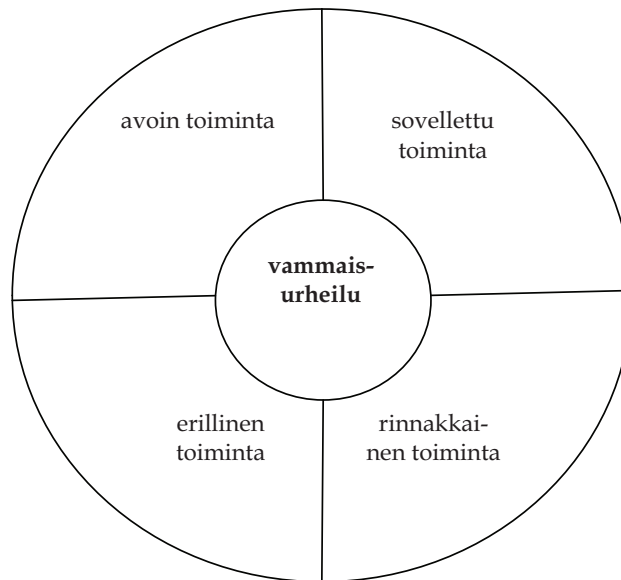 avoin toiminta
sovellettu
toiminta
vammais-
urheilu
erillinen
toiminta
rinnakkai-
nen toiminta